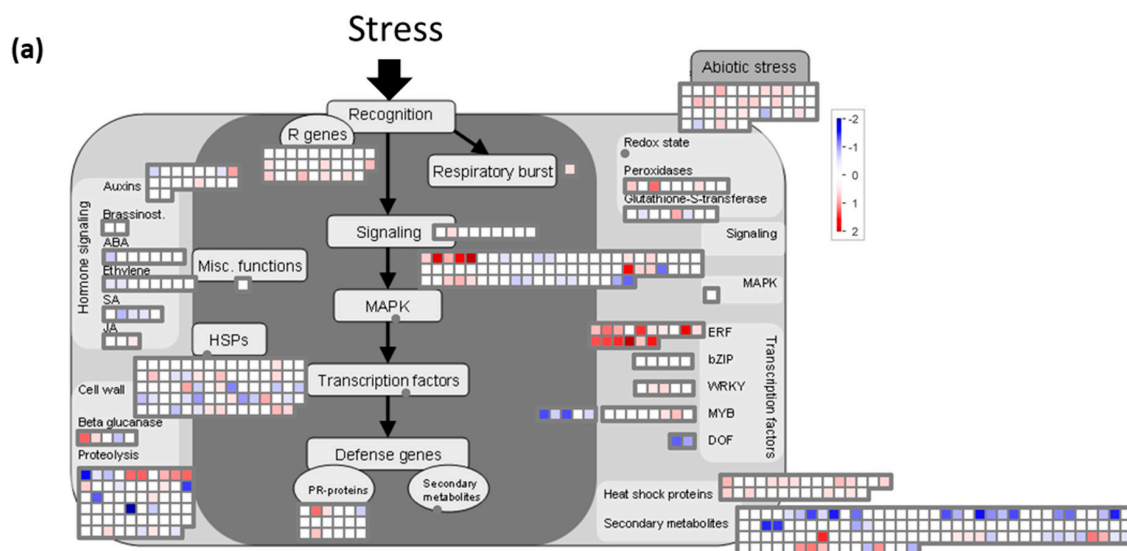 (a)
Stress
Abiotic stress
Recognition
R genes
Respiratory burst
Redox state
Peroxidases
Glutathione-S-transferase
-2
-1
0
1
2
Auxins
Brassinost.
ABA
Ethylene
SA
JA
Hormone signaling
Signaling
Signaling
Misc. functions
MAPK
MAPK
HSPs
Transcription factors
ERF
bZIP
WRKY
MYB
DOF
Transcription factors
Cell wall
Beta glucanase
Proteolysis
Defense genes
PR-proteins
Secondary
metabolites
Heat shock proteins
Secondary metabolites